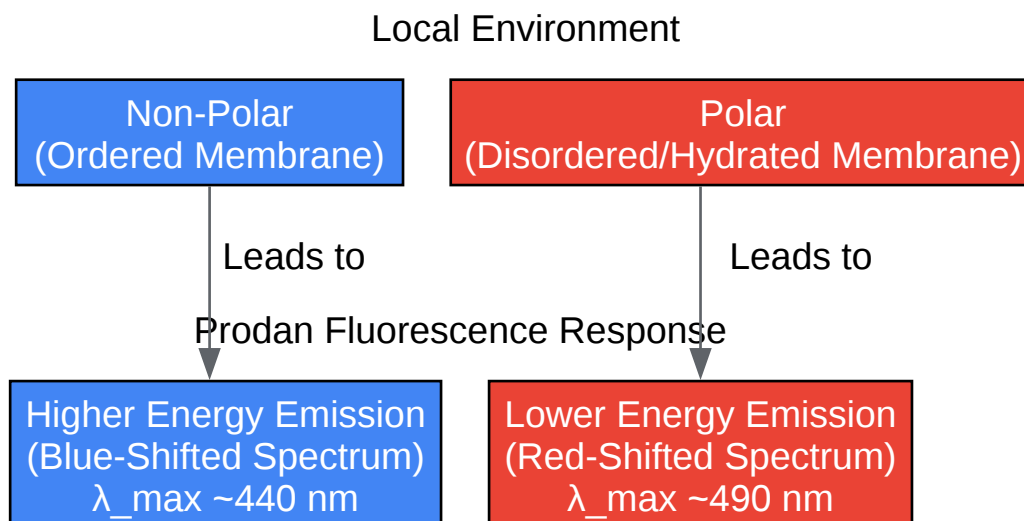 Local Environment
Non-Polar
(Ordered Membrane)
Polar
(Disordered/Hydrated Membrane)
Leads to
Leads to
Prodan Fluorescence Response
Higher Energy Emission
(Blue-Shifted Spectrum)
λ_max ~440 nm
Lower Energy Emission
(Red-Shifted Spectrum)
λ_max ~490 nm